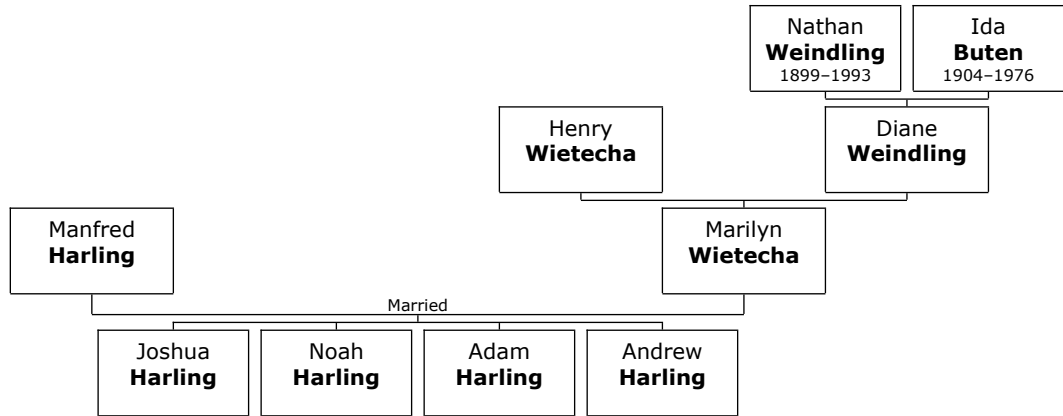 Nathan
Weindling
1899–1993
Ida
Buten
1904–1976
Henry
Wietecha
Diane
Weindling
Manfred
Harling
Marilyn
Wietecha
Married
Joshua
Harling
Noah
Harling
Adam
Harling
Andrew
Harling